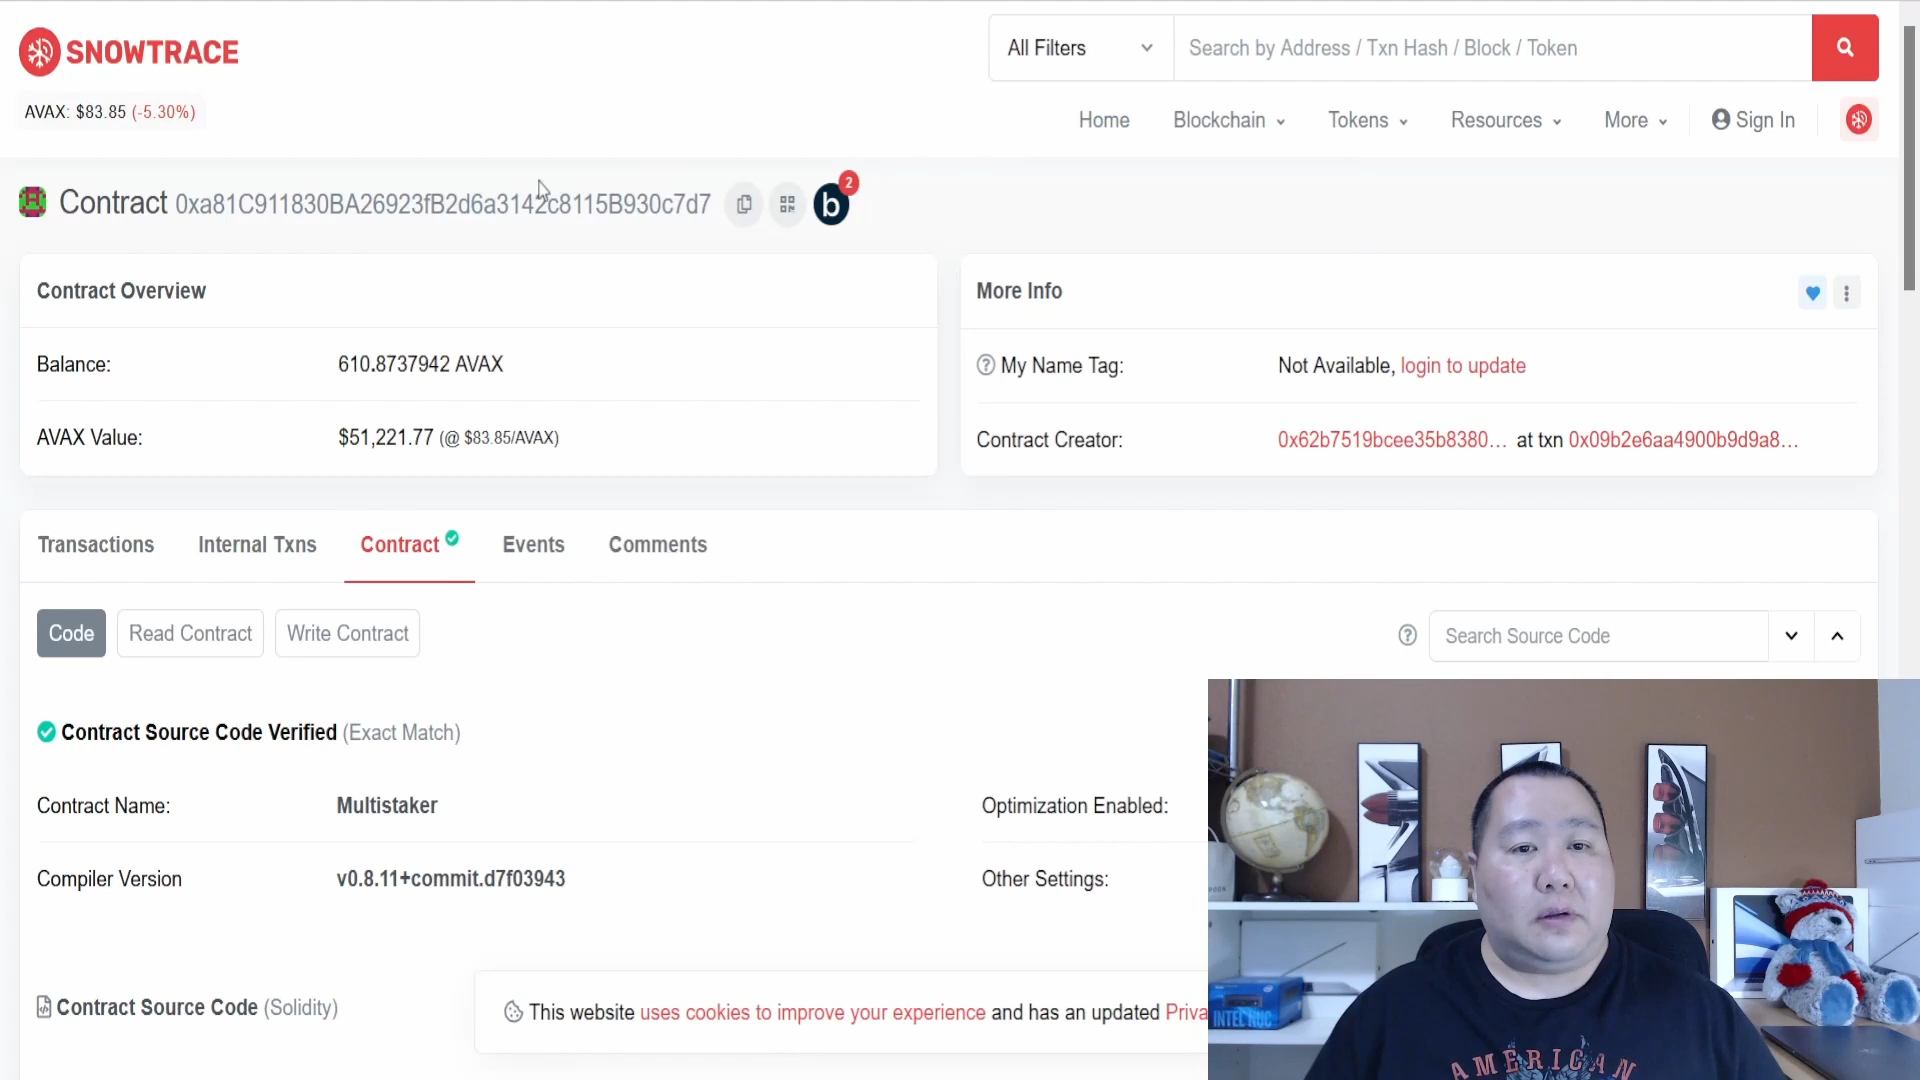 SNOWTRACE
All Filters
Search by Address / Txn Hash / Block / Token
AVAX: $83.85 (-5.30%)
Home
Blockchain
Tokens
Resources
More
Sign In
Contract 0xa81C911830BA26923fB2d6a3142c8115B930c7d7
b
2
Contract Overview
Balance:
610.8737942 AVAX
AVAX Value:
$51,221.77 (@ $83.85/AVAX)
More Info
My Name Tag:
Not Available, login to update
Contract Creator:
0x62b7519bcee35b8380... at txn 0x09b2e6aa4900b9d9a8...
Transactions
Internal Txns
Contract
Events
Comments
Code
Read Contract
Write Contract
Search Source Code
Contract Source Code Verified (Exact Match)
Contract Name:
Multistaker
Optimization Enabled:
Compiler Version
v0.8.11+commit.d7f03943
Other Settings:
Contract Source Code (Solidity)
This website uses cookies to improve your experience and has an updated Priva
INTEL NUC
AMERICAN